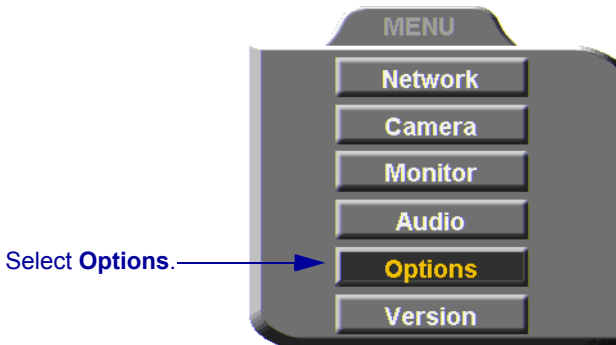 MENU
Network
Camera
Monitor
Audio
Select Options.
Options
Version